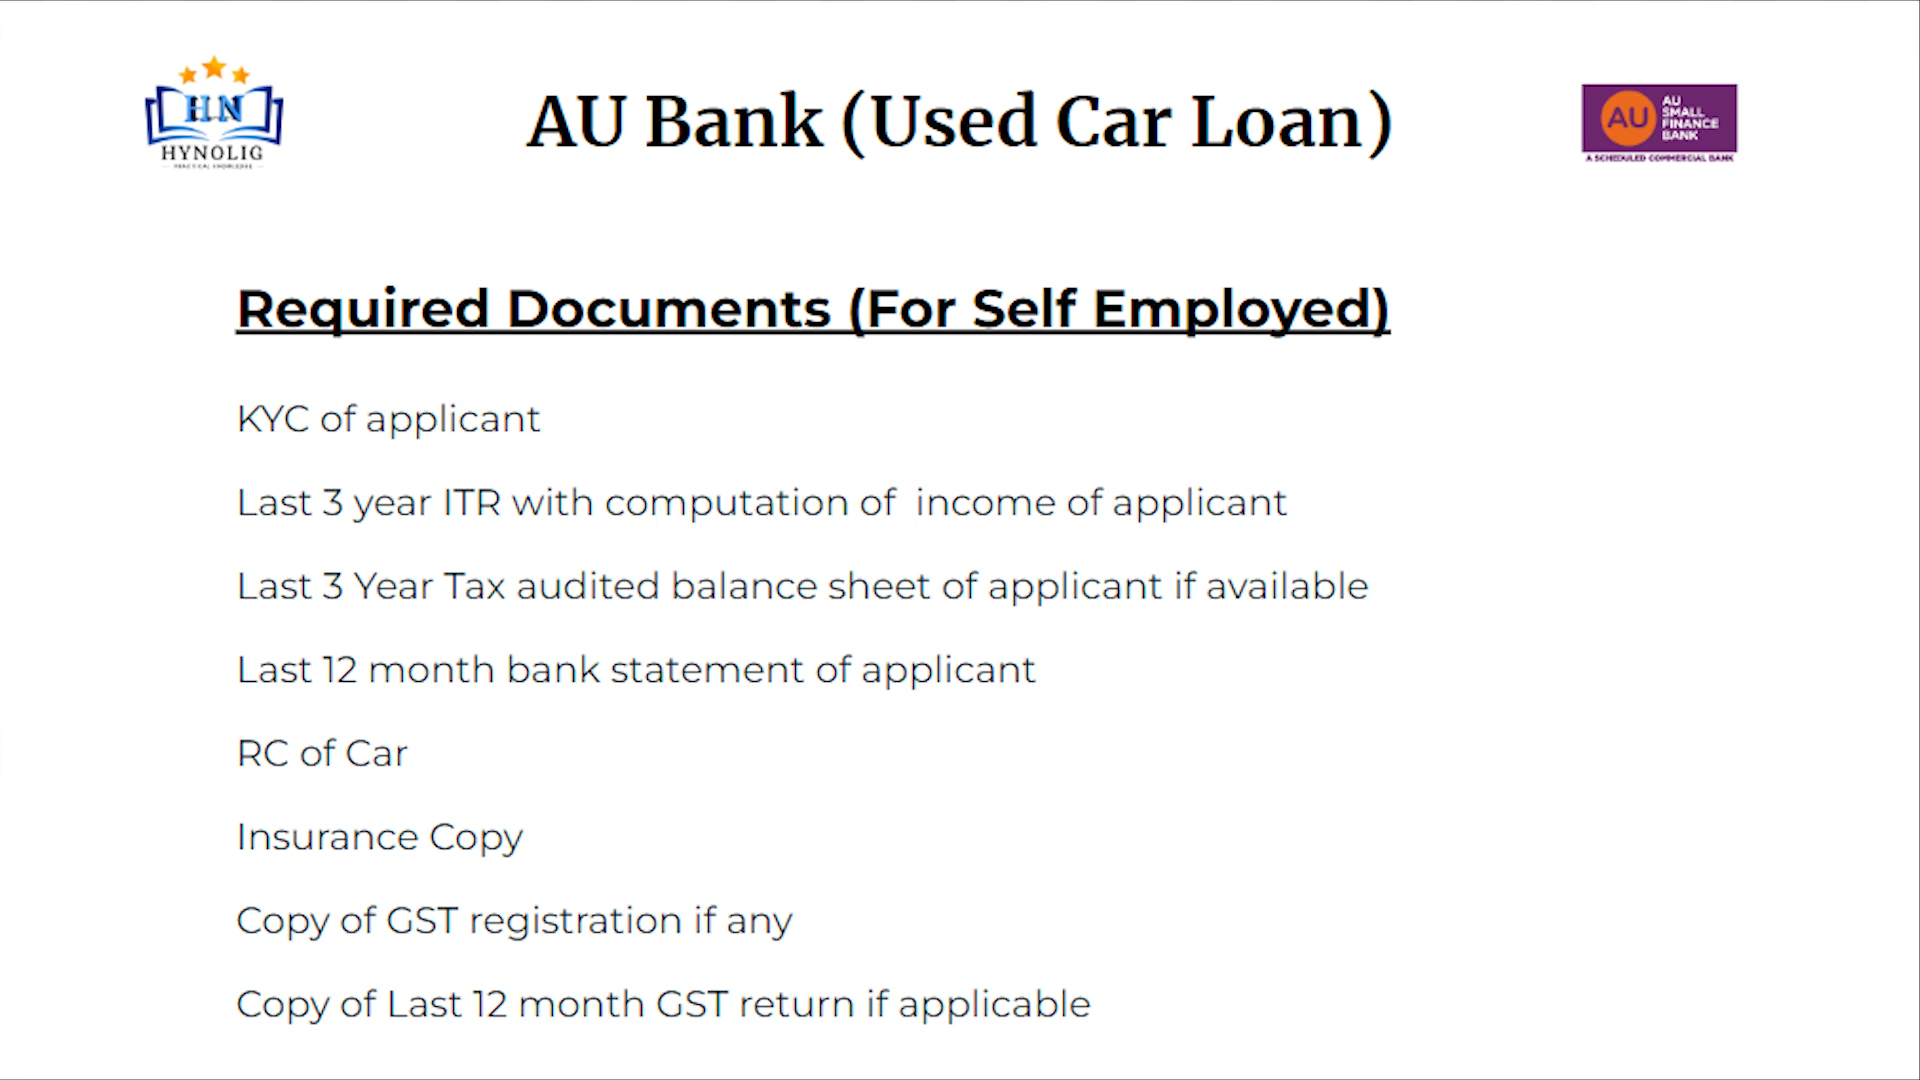 HN
HYNOLIG
PRACTICAL KNOWLEDGE
AU Bank (Used Car Loan)
AU
AU
SMALL
FINANCE
BANK
A SCHEDULED COMMERCIAL BANK
Required Documents (For Self Employed)
KYC of applicant
Last 3 year ITR with computation of  income of applicant
Last 3 Year Tax audited balance sheet of applicant if available
Last 12 month bank statement of applicant
RC of Car
Insurance Copy
Copy of GST registration if any
Copy of Last 12 month GST return if applicable